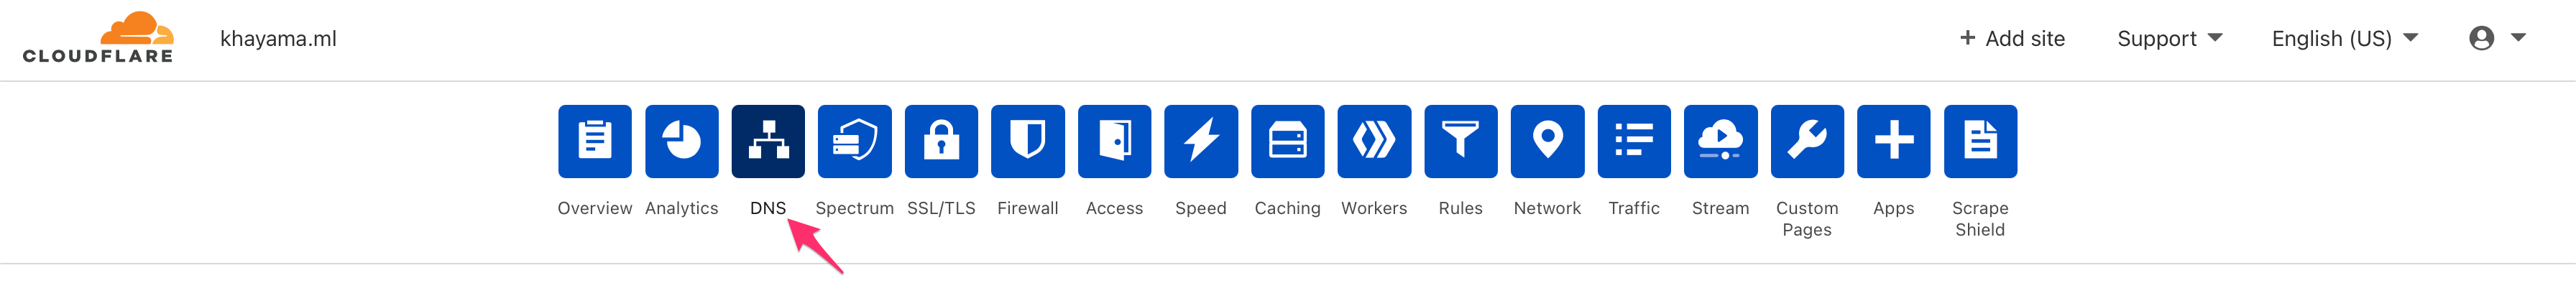 CLOUDFLARE
khayama.ml
Add site
Support
English (US)
Overview
Analytics
DNS
Spectrum
SSL/TLS
Firewall
Access
Speed
Caching
Workers
Rules
Network
Traffic
Stream
Custom
Pages
Apps
Scrape
Shield